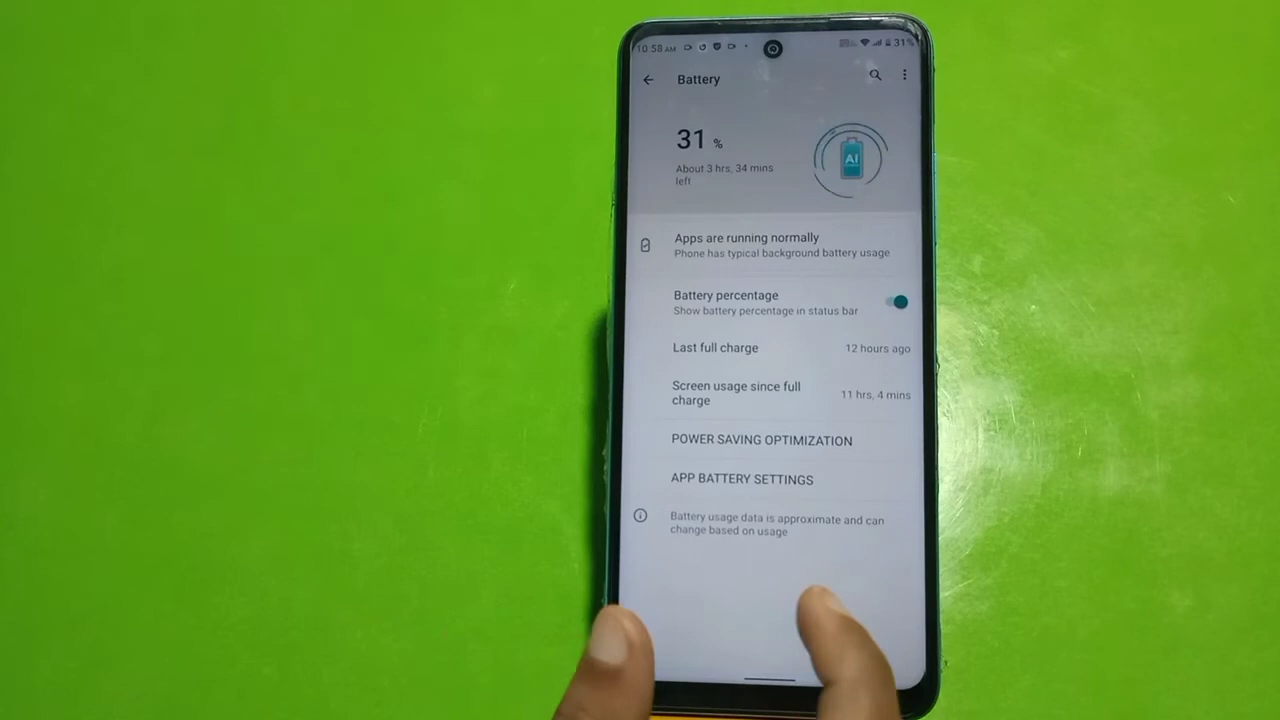 10 58 AM 31%
Battery
31 %
About 3 hrs, 34 mins
left
AI
Apps are running normally
Phone has typical background battery usage
Battery percentage
Show battery percentage in status bar
Last full charge 12 hours ago
Screen usage since full
charge 11 hrs, 4 mins
POWER SAVING OPTIMIZATION
APP BATTERY SETTINGS
Battery usage data is approximate and can
change based on usage